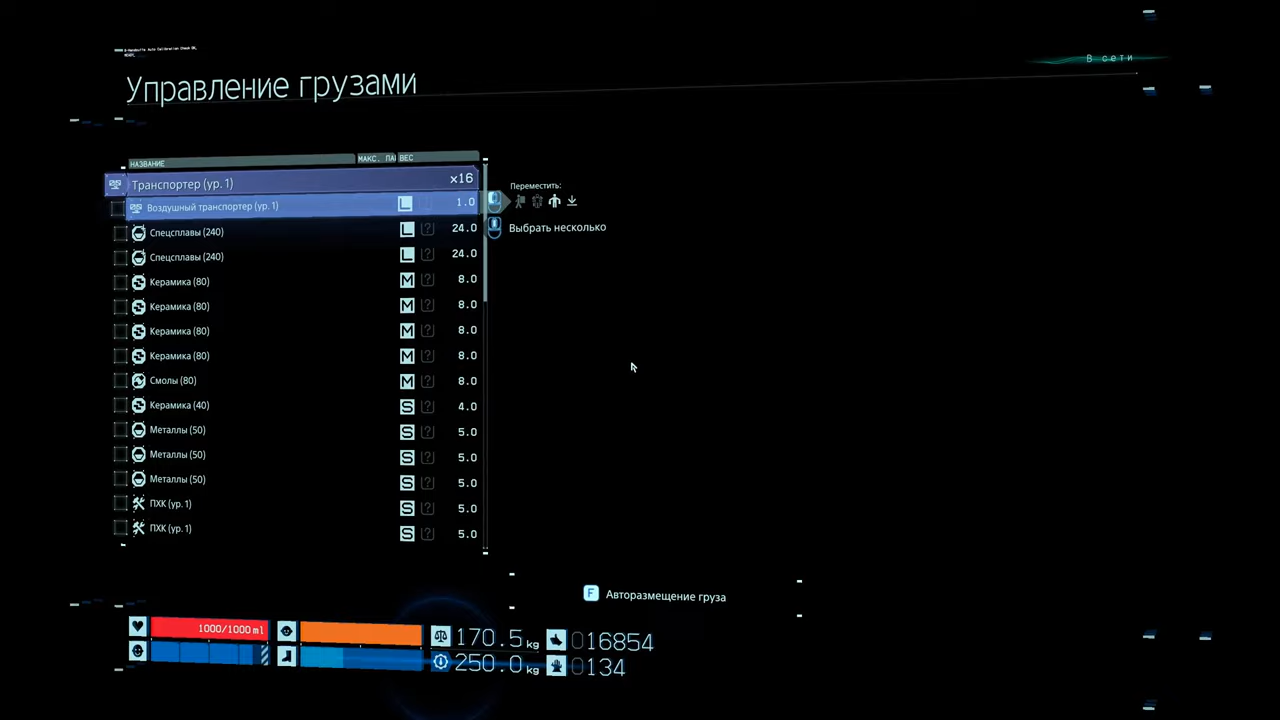 Управление грузами
В сети
НАЗВАНИЕ МАКС. ПА ВЕС
Транспортер (ур. 1) x16
Воздушный транспортер (ур. 1) L 1.0
Спецсплавы (240) L ? 24.0
Спецсплавы (240) L ? 24.0
Керамика (80) M ? 8.0
Керамика (80) M ? 8.0
Керамика (80) M ? 8.0
Керамика (80) M ? 8.0
Смолы (80) M ? 8.0
Керамика (40) S ? 4.0
Металлы (50) S ? 5.0
Металлы (50) S ? 5.0
Металлы (50) S ? 5.0
ПХК (ур. 1) S ? 5.0
ПХК (ур. 1) S ? 5.0
Переместить:
Выбрать несколько
F Авторазмещение груза
1000/1000 ml
170.5 kg 016854
250.0 kg 0134